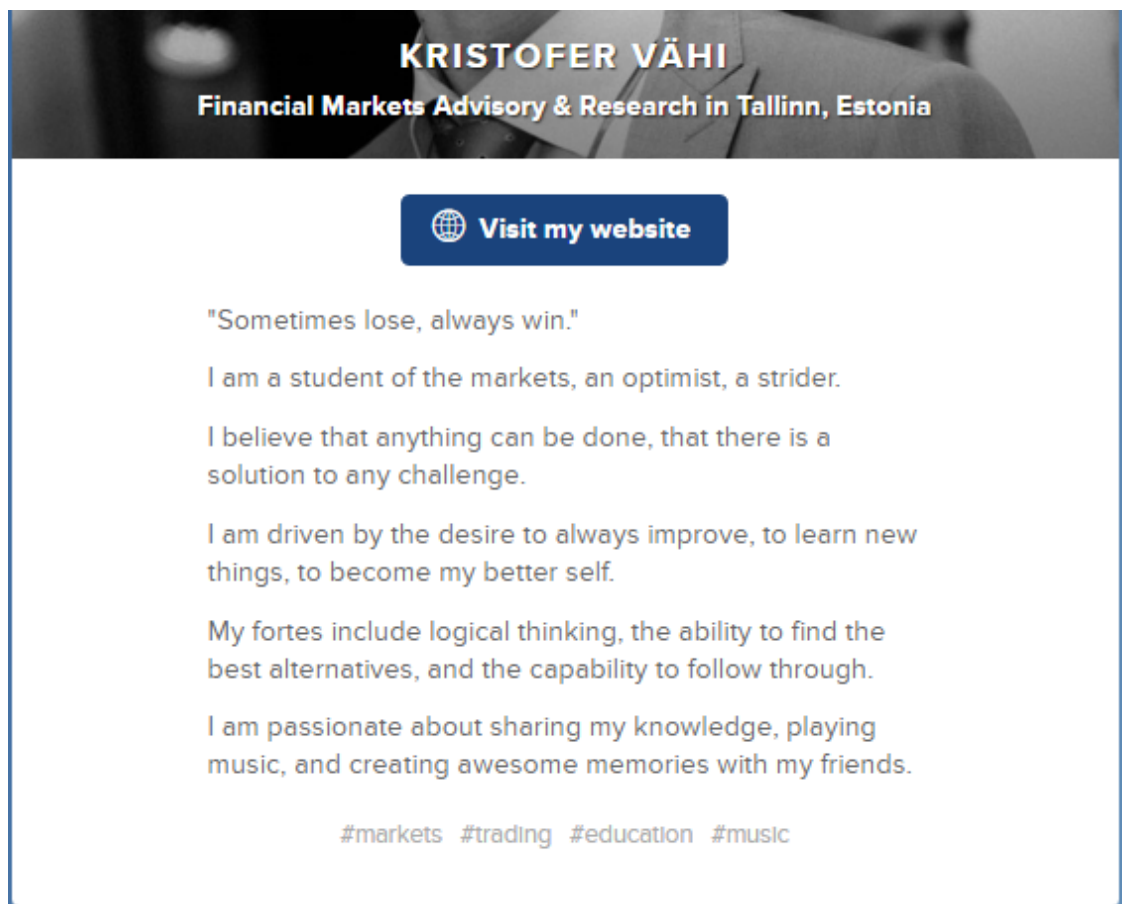 KRISTOFER VÄHI
Financial Markets Advisory & Research in Tallinn, Estonia
Visit my website
"Sometimes lose, always win."
I am a student of the markets, an optimist, a strider.
I believe that anything can be done, that there is a
solution to any challenge.
I am driven by the desire to always improve, to learn new
things, to become my better self.
My fortes include logical thinking, the ability to find the
best alternatives, and the capability to follow through.
I am passionate about sharing my knowledge, playing
music, and creating awesome memories with my friends.
#markets #trading #education #music